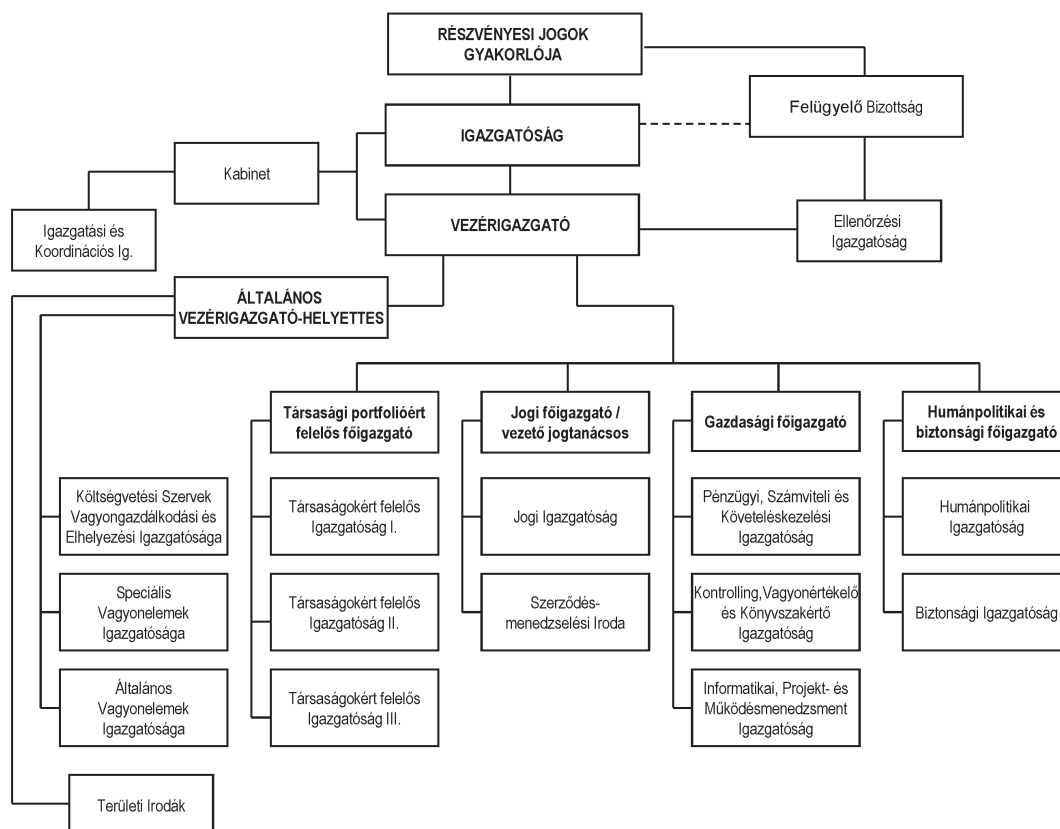 RÉSZVÉNYESI JOGOK
GYAKORLÓJA
Felügyelő Bizottság
IGAZGATÓSÁG
Kabinet
VEZÉRIGAZGATÓ
Igazgatási és
Koordinációs Ig.
Ellenőrzési
Igazgatóság
ÁLTALÁNOS
VEZÉRIGAZGATÓ-HELYETTES
Társasági portfolióért
felelős főigazgató
Jogi főigazgató /
vezető jogtanácsos
Gazdasági főigazgató
Humánpolitikai és
biztonsági főigazgató
Költségvetési Szervek
Vagyongazdálkodási és
Elhelyezési Igazgatósága
Társaságokért felelős
Igazgatóság I.
Jogi Igazgatóság
Pénzügyi, Számviteli és
Követeléskezelési
Igazgatóság
Humánpolitikai
Igazgatóság
Speciális
Vagyonelemek
Igazgatósága
Társaságokért felelős
Igazgatóság II.
Szerződés-
menedzselési Iroda
Kontrolling,Vagyonértékelő
és Könyvszakértő
Igazgatóság
Biztonsági Igazgatóság
Általános
Vagyonelemek
Igazgatósága
Társaságokért felelős
Igazgatóság III.
Informatikai, Projekt- és
Működésmenedzsment
Igazgatóság
Területi Irodák